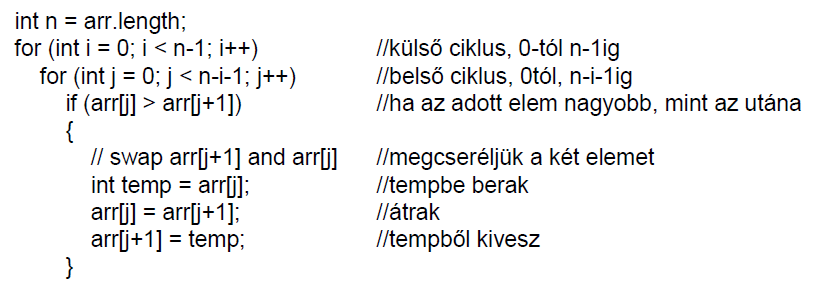 int n = arr.length;
for (int i = 0; i < n-1; i++) //külső ciklus, 0-tól n-1ig
for (int j = 0; j < n-i-1; j++) //belső ciklus, 0tól, n-i-1ig
if (arr[j] > arr[j+1]) //ha az adott elem nagyobb, mint az utána
{
// swap arr[j+1] and arr[j] //megcseréljük a két elemet
int temp = arr[j]; //tempbe berak
arr[j] = arr[j+1]; //átrak
arr[j+1] = temp; //tempből kivesz
}